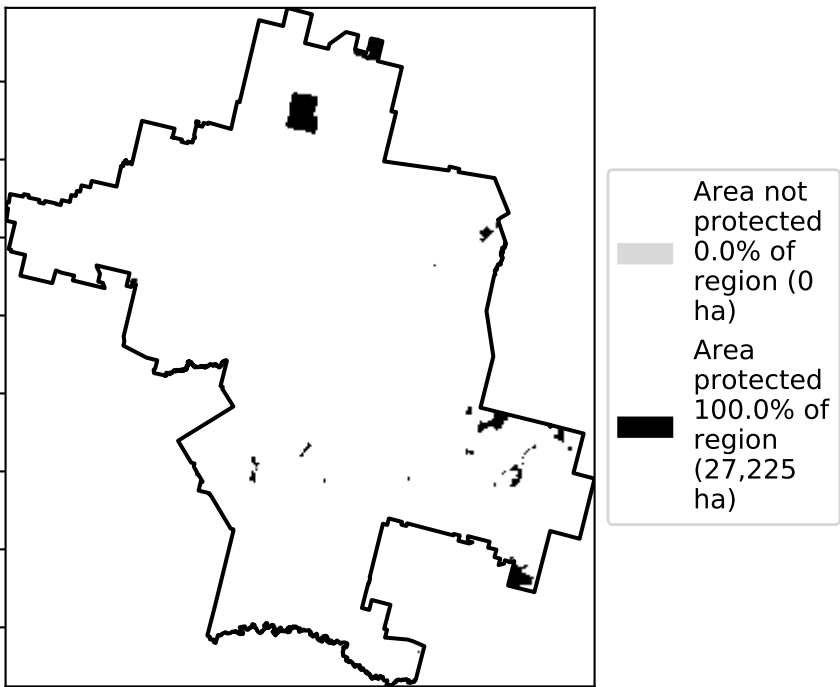 Area not
protected
0.0% of
region (0
ha)
Area
protected
100.0% of
region
(27,225
ha)